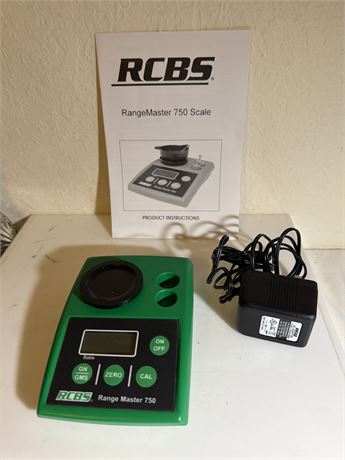 RCBS®
RangeMaster 750 Scale
PRODUCT INSTRUCTIONS
Stable
ON
OFF
GN
GMS
ZERO
CAL
RCBS Range Master 750